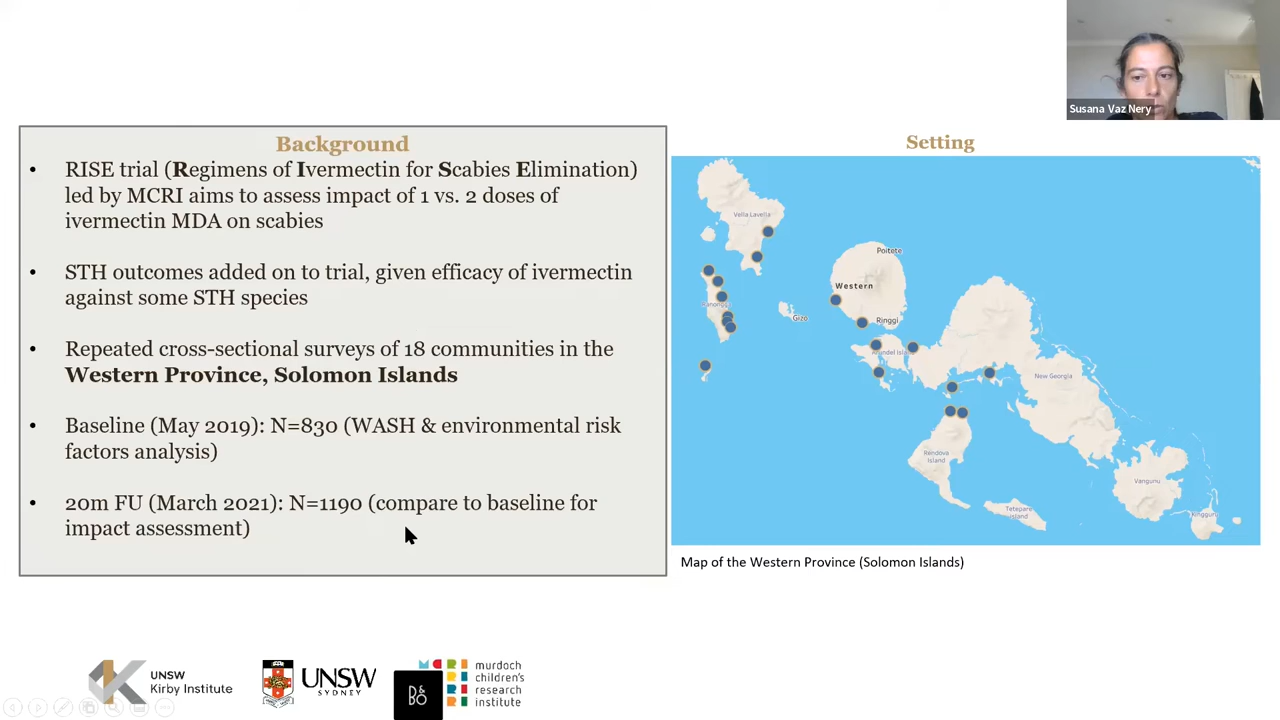 Susana Vaz Nery
Background
• RISE trial (Regimens of Ivermectin for Scabies Elimination)
led by MCRI aims to assess impact of 1 vs. 2 doses of
ivermectin MDA on scabies
• STH outcomes added on to trial, given efficacy of ivermectin
against some STH species
• Repeated cross-sectional surveys of 18 communities in the
Western Province, Solomon Islands
• Baseline (May 2019): N=830 (WASH & environmental risk
factors analysis)
• 20m FU (March 2021): N=1190 (compare to baseline for
impact assessment)
Setting
Vella Lavella
Poitete
Western
Ranongga
Gizo
Ringgi
Arundel Island
New Georgia
Rendova
Island
Vangunu
Tetepare
Island
Map of the Western Province (Solomon Islands)
UNSW
Kirby Institute
UNSW
SYDNEY
B&O
MCRI
murdoch
children's
research
institute